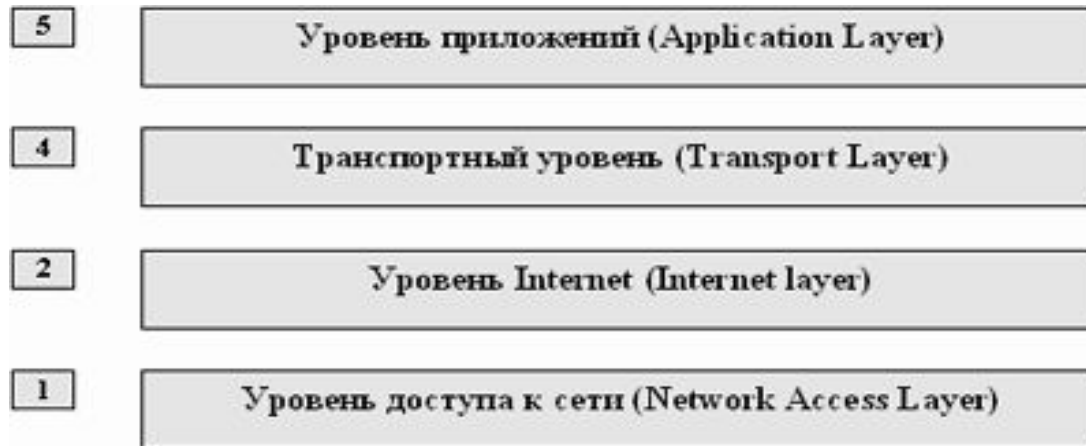 5
Уровень приложений (Application Layer)
4
Транспортный уровень (Transport Layer)
2
Уровень Internet (Internet layer)
1
Уровень доступа к сети (Network Access Layer)